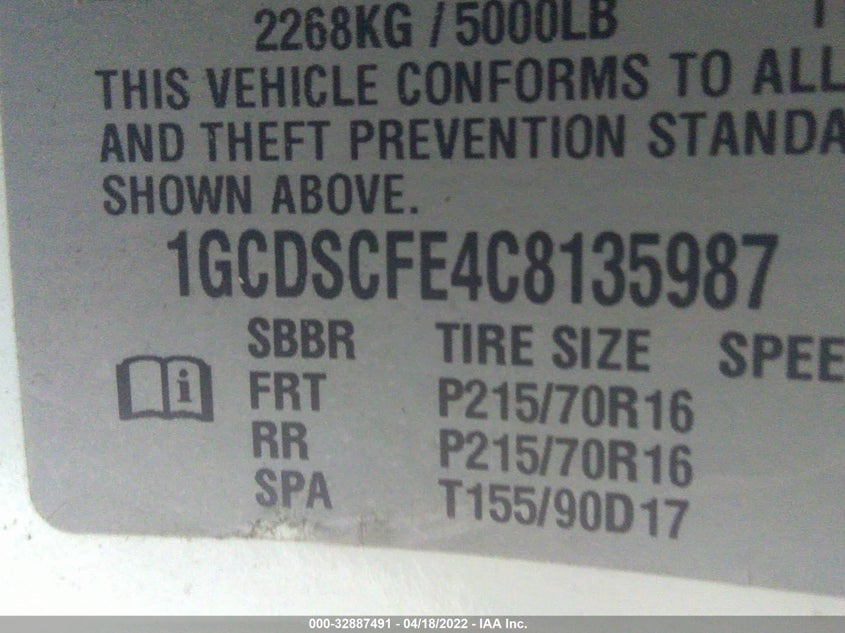 2268KG / 5000LB
THIS VEHICLE CONFORMS TO ALL
AND THEFT PREVENTION STANDA
SHOWN ABOVE.
1GCDSCFE4C8135987
SBBR TIRE SIZE SPEE
FRT P215/70R16
RR P215/70R16
SPA T155/90D17
000-32887491 - 04/18/2022 - IAA Inc.